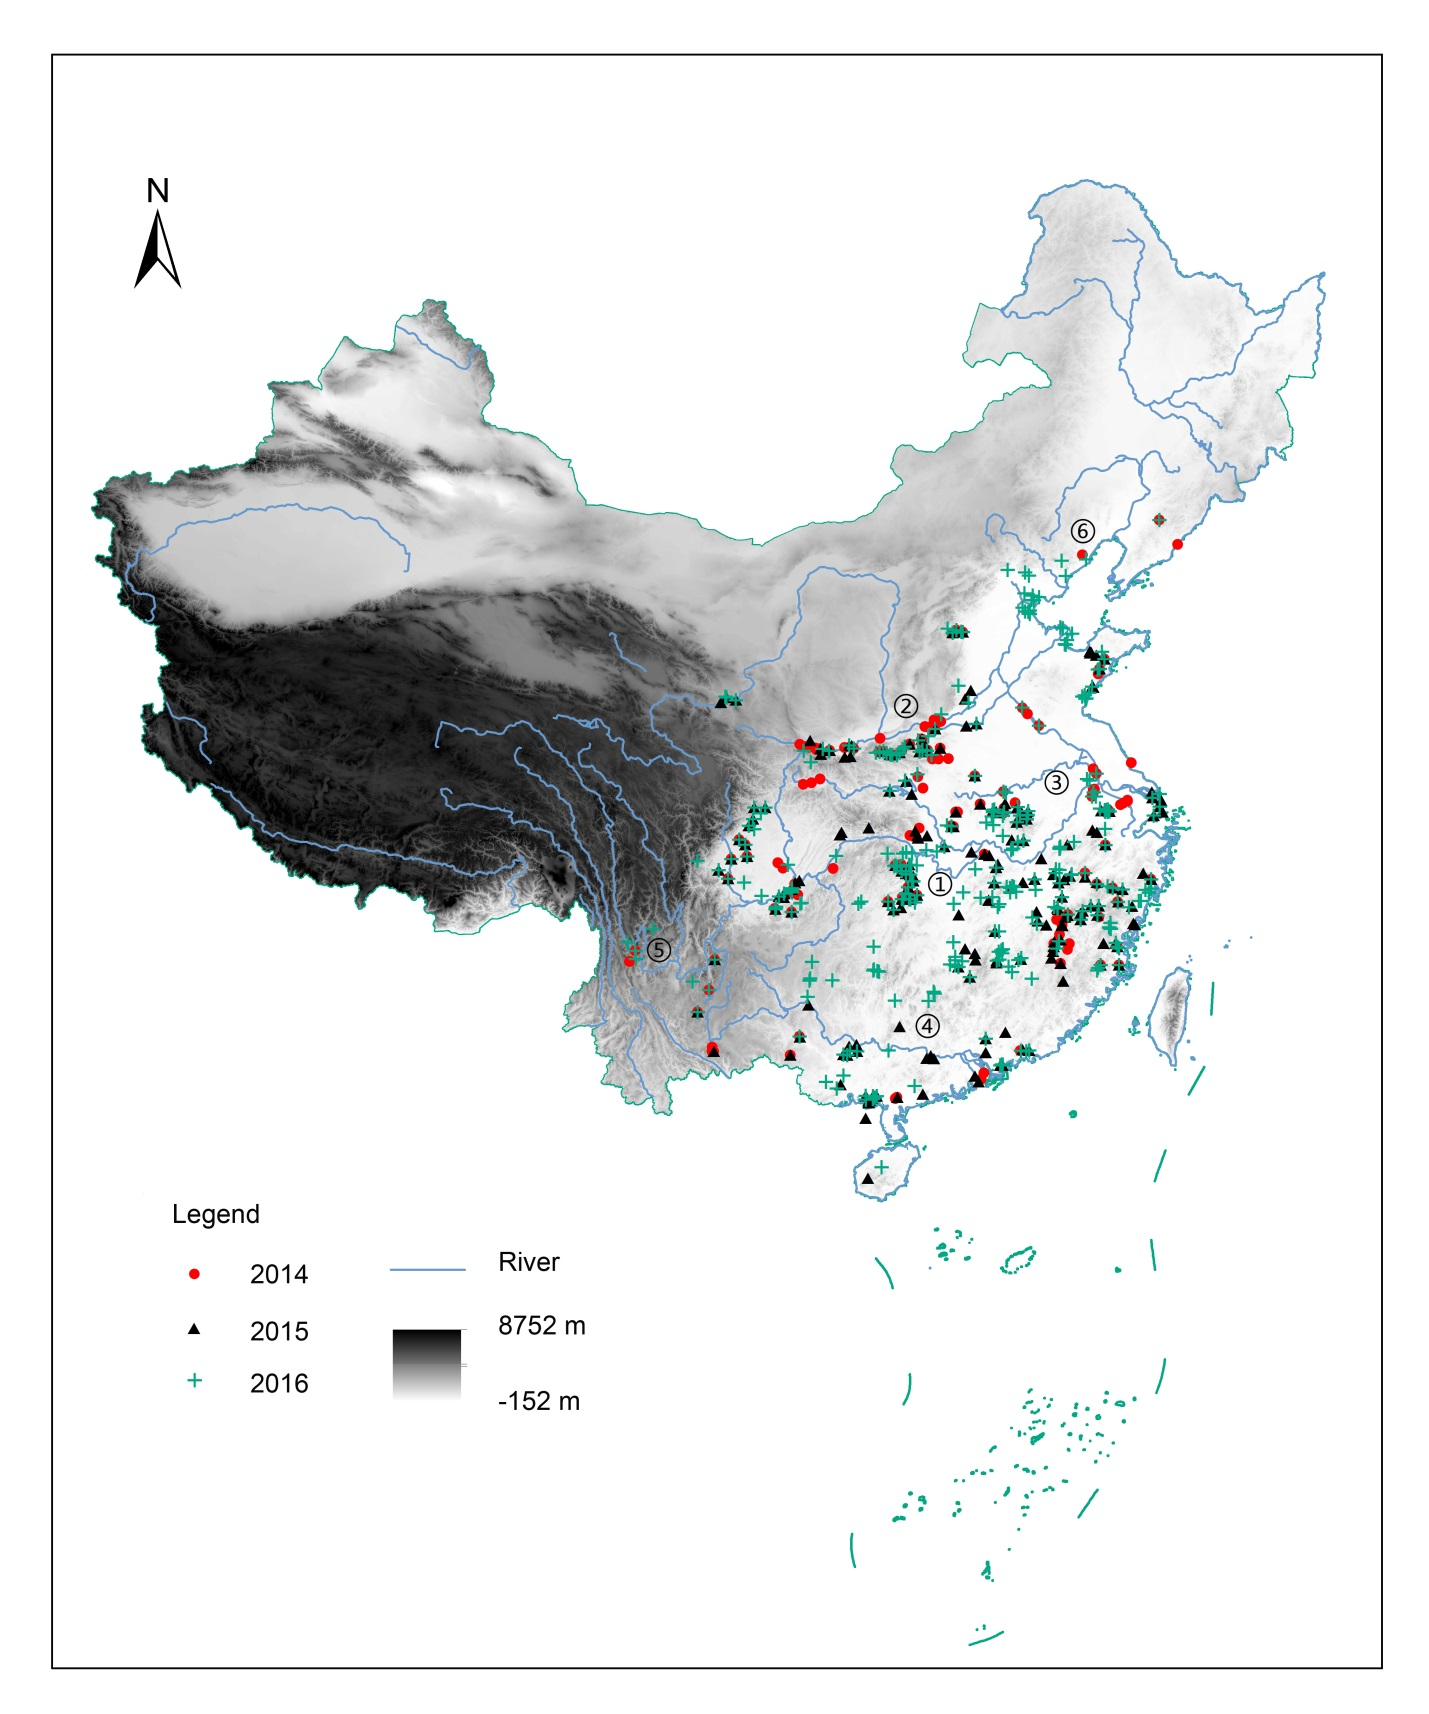 N
⑥
②
③
①
⑤
④
Legend
2014
2015
2016
River
8752 m
-152 m